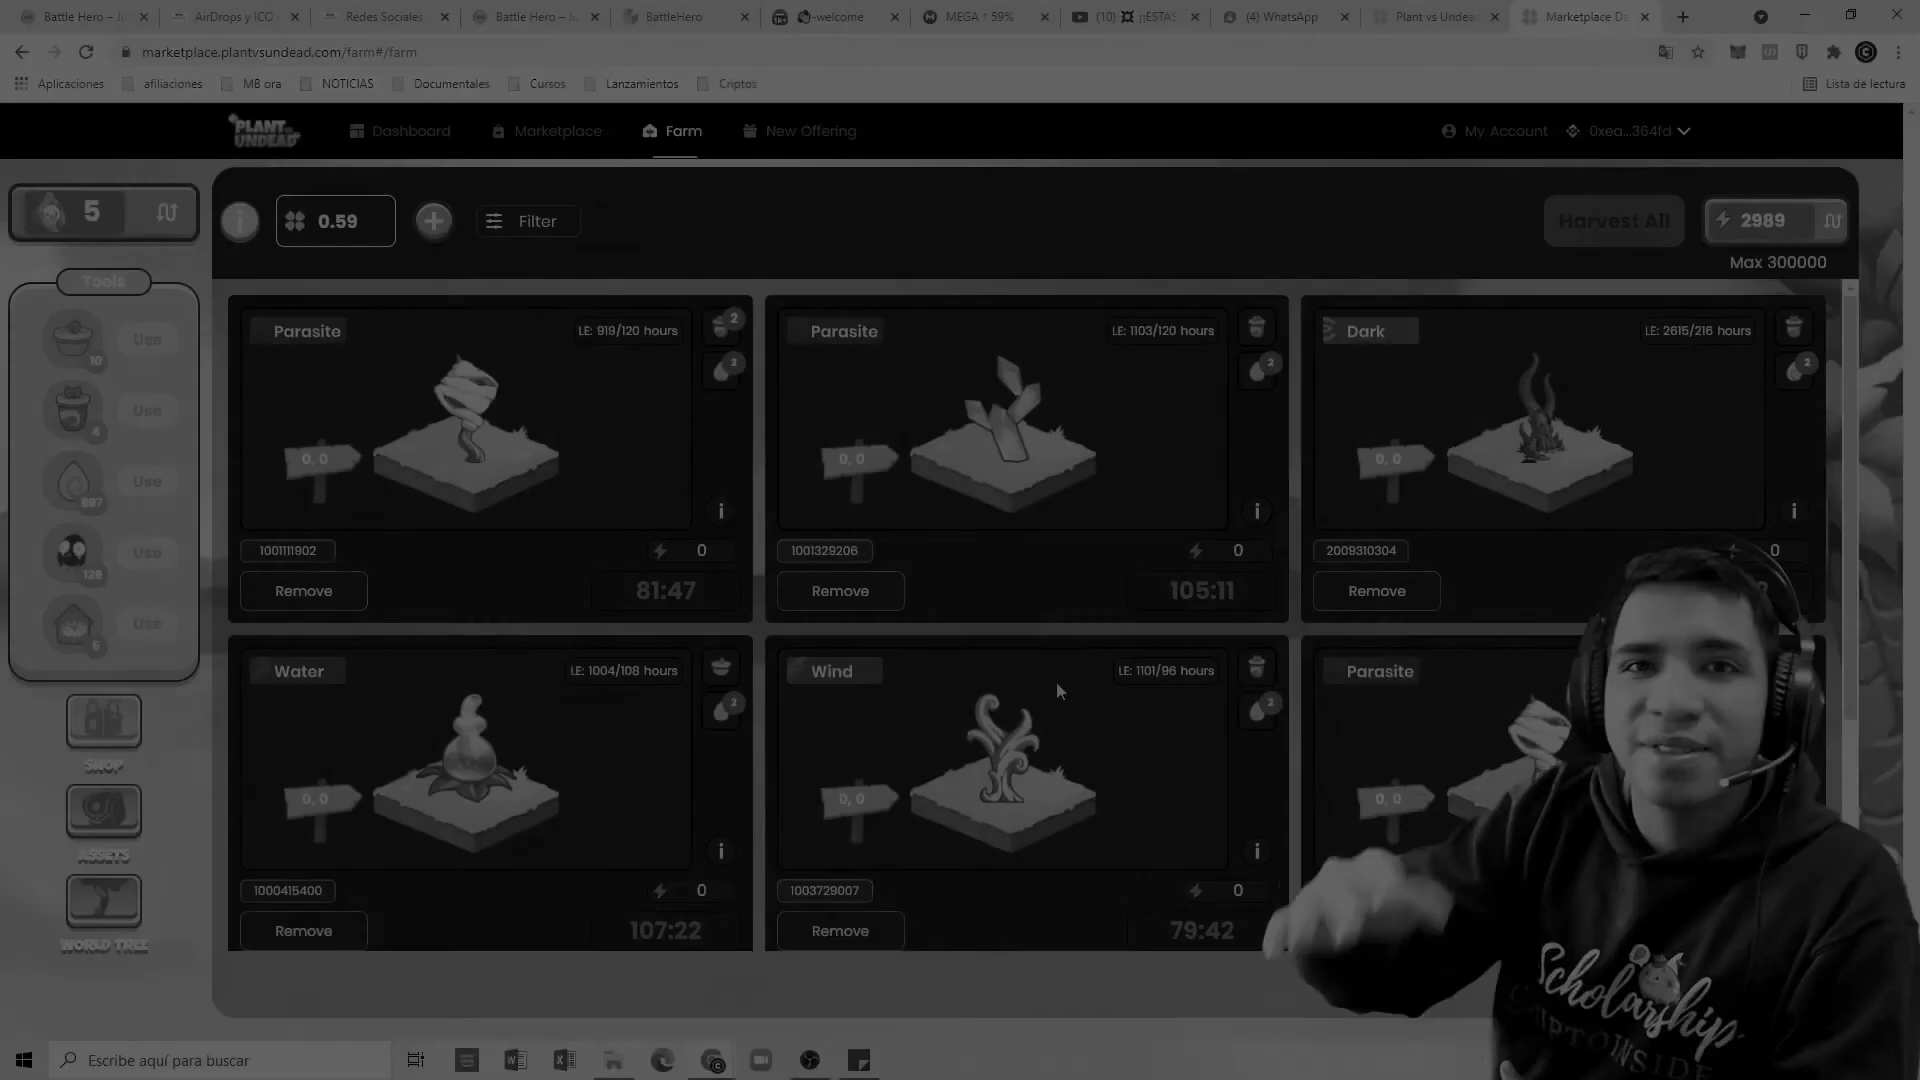 Battle Hero – Ju
AirDrops y ICO
Redes Sociales
Battle Hero – Ju
BattleHero
-welcome
MEGA ↑ 59%
(10) ¡¡ESTAS
(4) WhatsApp
Plant vs Undea
Marketplace Da
marketplace.plantvsundead.com/farm#/farm
Aplicaciones
afiliaciones
MB ora
NOTICIAS
Documentales
Cursos
Lanzamientos
Criptos
Lista de lectura
PLANT
UNDEAD
Dashboard
Marketplace
Farm
New Offering
My Account
0xea...364fd
5
0.59
Filter
Harvest All
2989
Max 300000
Tools
10
Use
4
Use
697
Use
128
Use
5
Use
SHOP
ASSETS
WORLD TREE
Parasite
LE: 919/120 hours
2
2
0, 0
1001111902
0
Remove
81:47
Parasite
LE: 1103/120 hours
2
0, 0
1001329206
0
Remove
105:11
Dark
LE: 2615/216 hours
2
0, 0
2009310304
0
Remove
Water
LE: 1004/108 hours
2
0, 0
1000415400
0
Remove
107:22
Wind
LE: 1101/96 hours
2
0, 0
1003729007
0
Remove
79:42
Parasite
0, 0
Scholarship
CRYPTOINSIDE
Escribe aquí para buscar